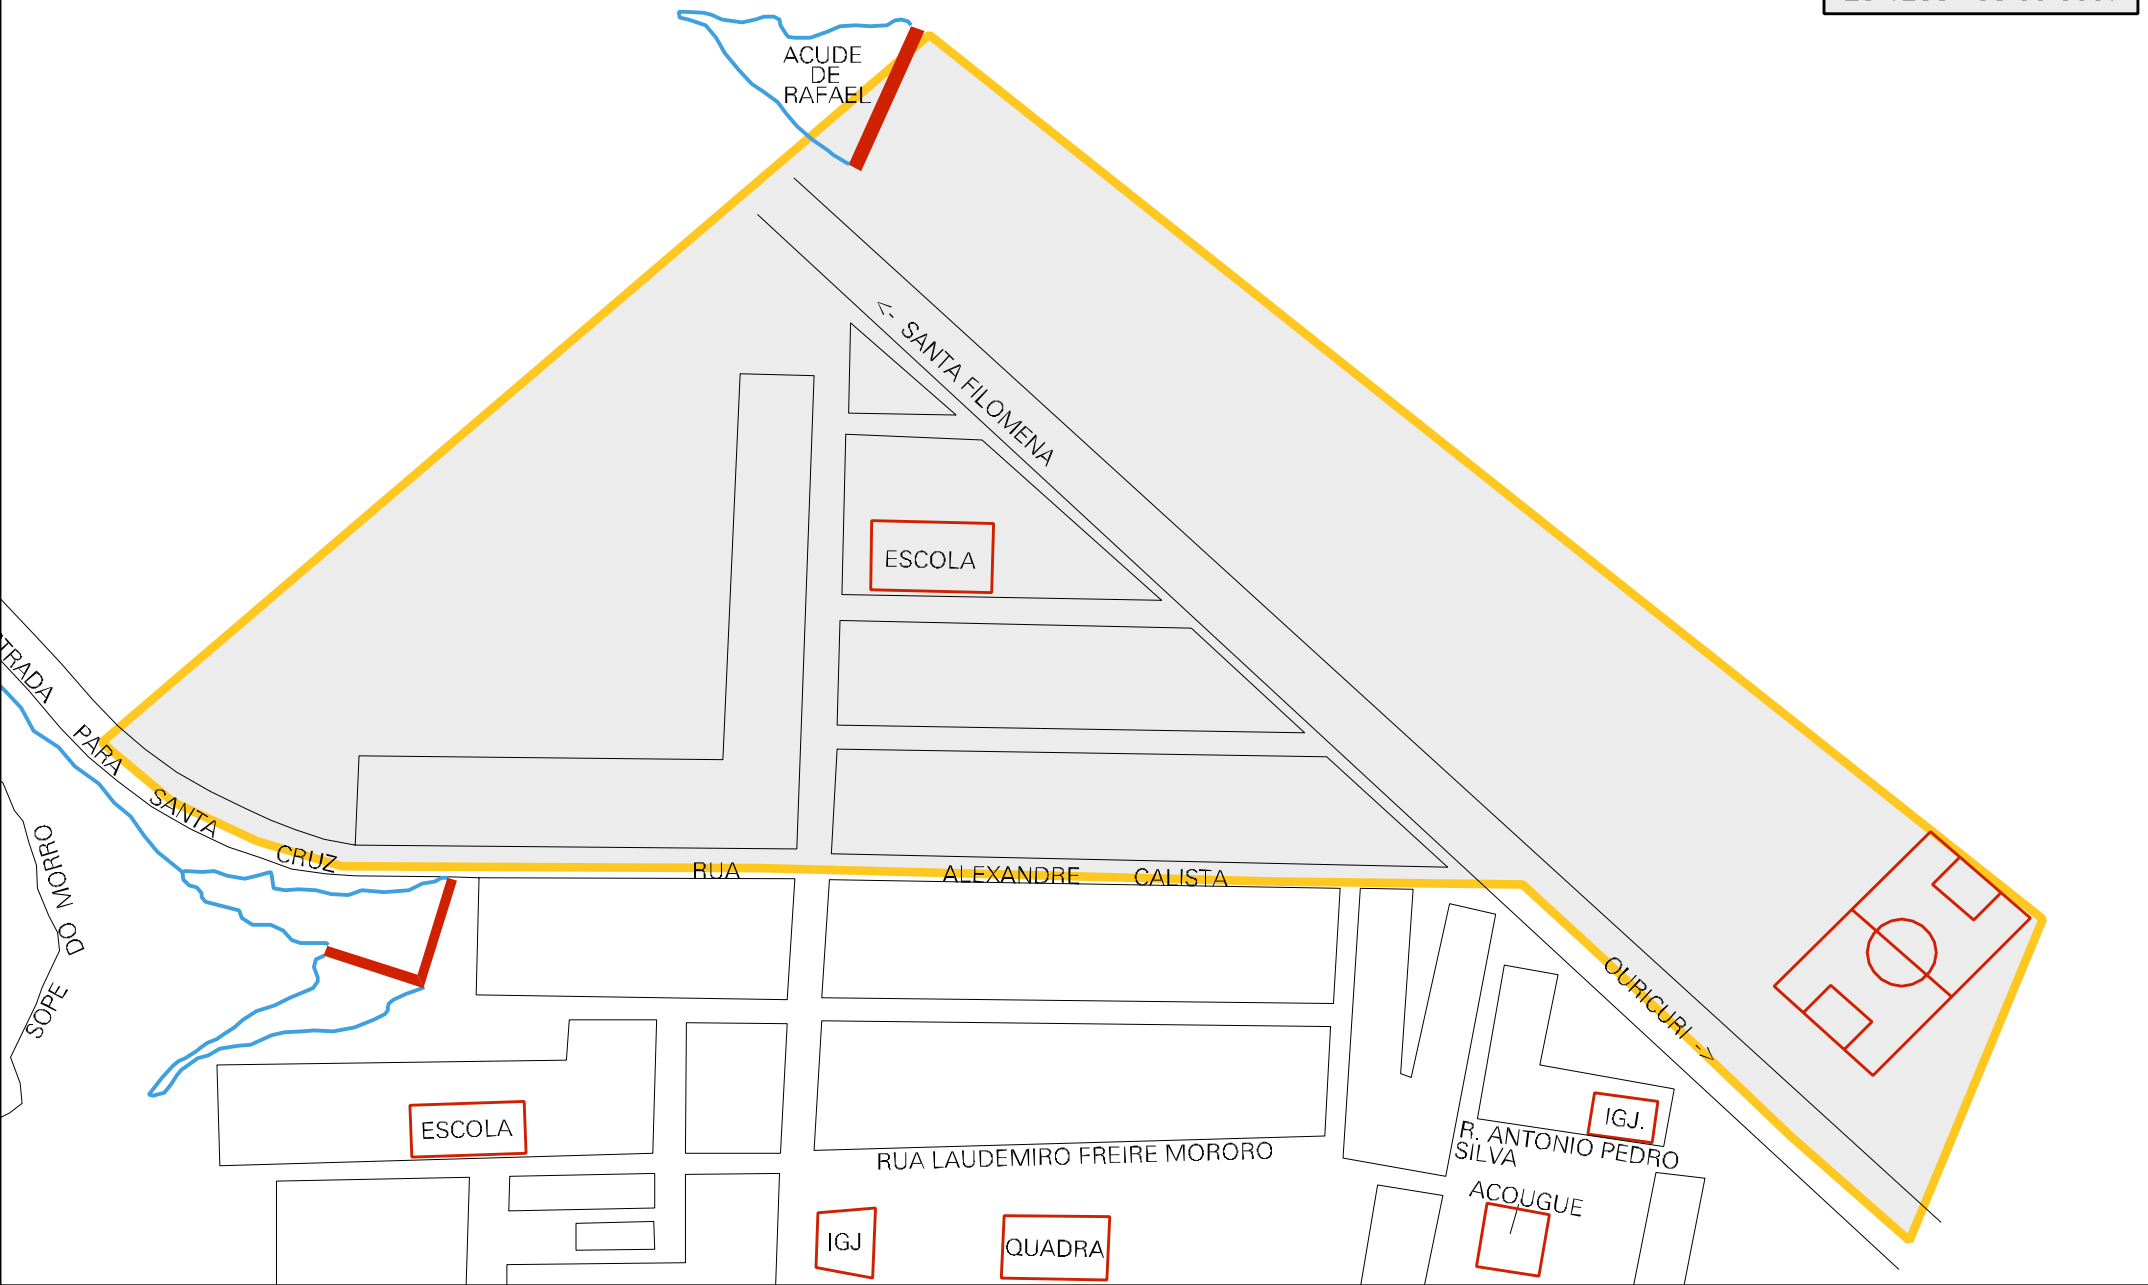 ACUDE
DE
RAFAEL
<- SANTA FILOMENA
ESCOLA
PARA
SANTA
CRUZ
RUA ALEXANDRE CALISTA
DO MORRO
SOPE
OURICURI ->
ESCOLA
IGJ.
RUA LAUDEMIRO FREIRE MORORO
R. ANTONIO PEDRO
SILVA
ACOUGUE
IGJ
QUADRA